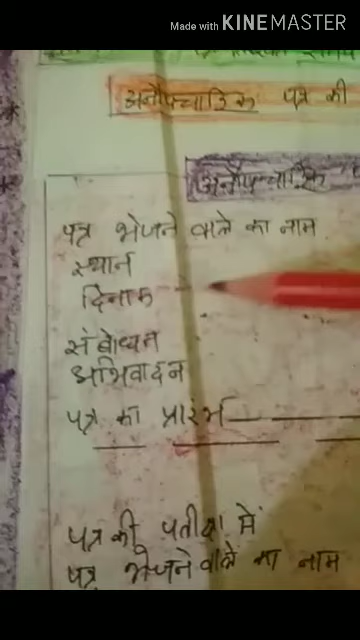 Made with KINEMASTER
अनौपचारिक पत्र की
अनौपचारिक
पत्र भेजने वाले का नाम
स्थान
दिनाक
संबोधन
अभिवादन
पत्र का प्रारंभ
पत्र की प्रतीक्षा में
पत्र भेजने वाले का नाम